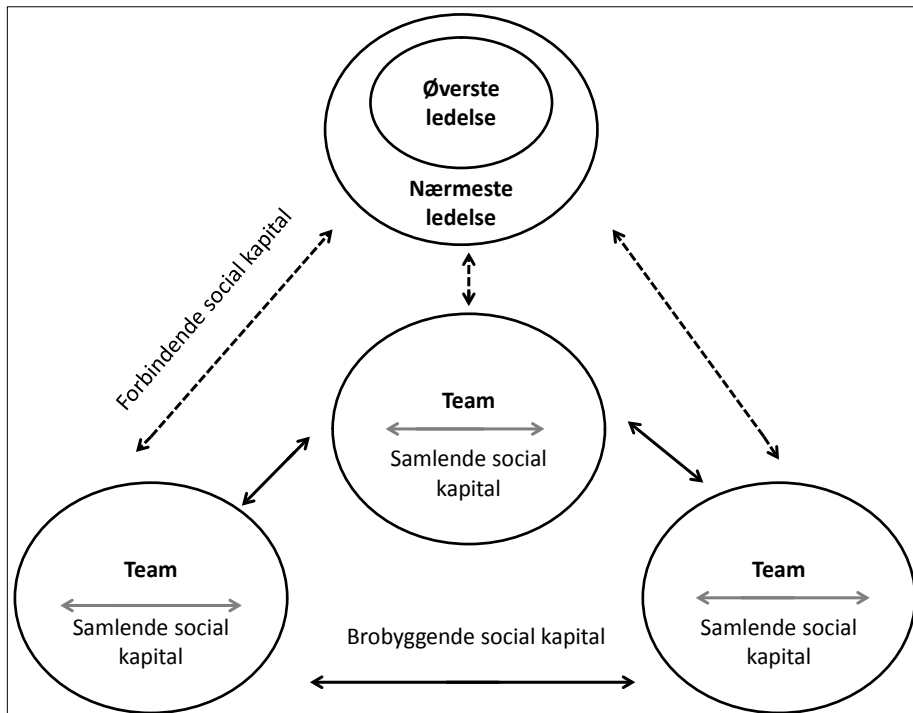 Øverste
ledelse
Nærmeste
ledelse
Forbindende social kapital
Team
Samlende social
kapital
Team
Samlende social
kapital
Brobyggende social kapital
Team
Samlende social
kapital